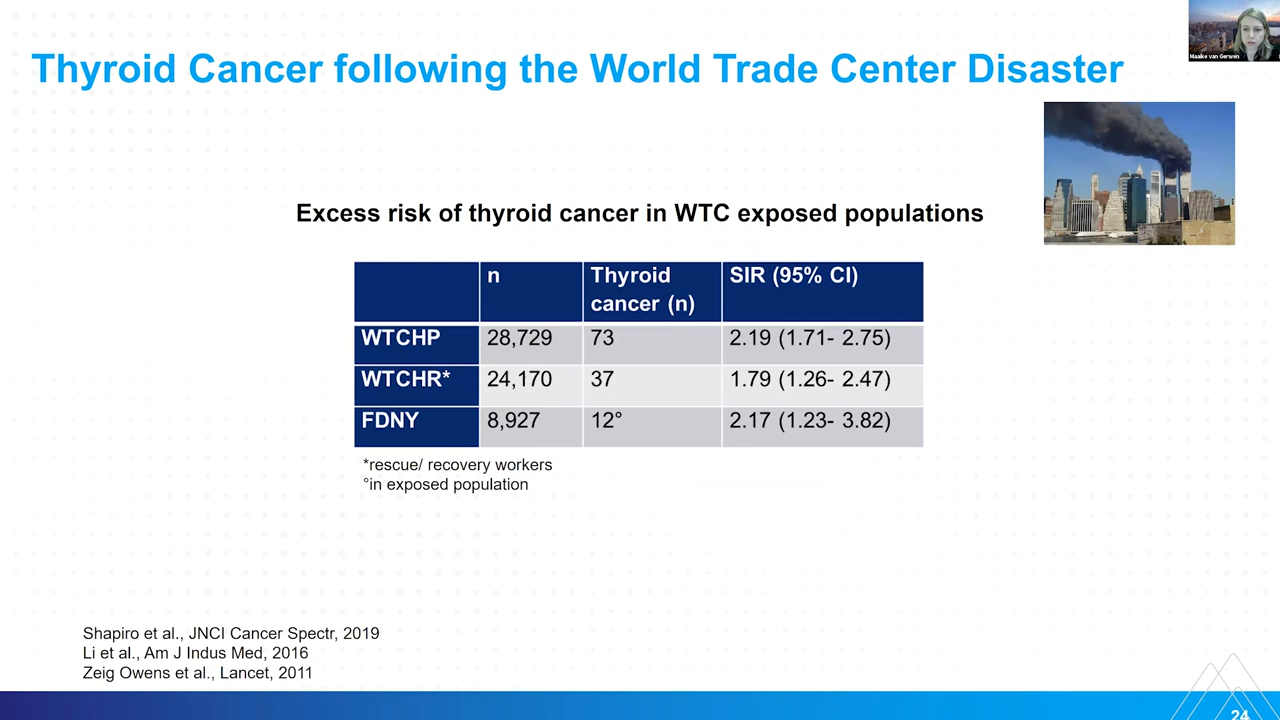 Maaike van Gerwen
Thyroid Cancer following the World Trade Center Disaster
Excess risk of thyroid cancer in WTC exposed populations
n Thyroid cancer (n) SIR (95% CI)
WTCHP 28,729 73 2.19 (1.71- 2.75)
WTCHR* 24,170 37 1.79 (1.26- 2.47)
FDNY 8,927 12° 2.17 (1.23- 3.82)
*rescue/ recovery workers
°in exposed population
Shapiro et al., JNCI Cancer Spectr, 2019
Li et al., Am J Indus Med, 2016
Zeig Owens et al., Lancet, 2011
24